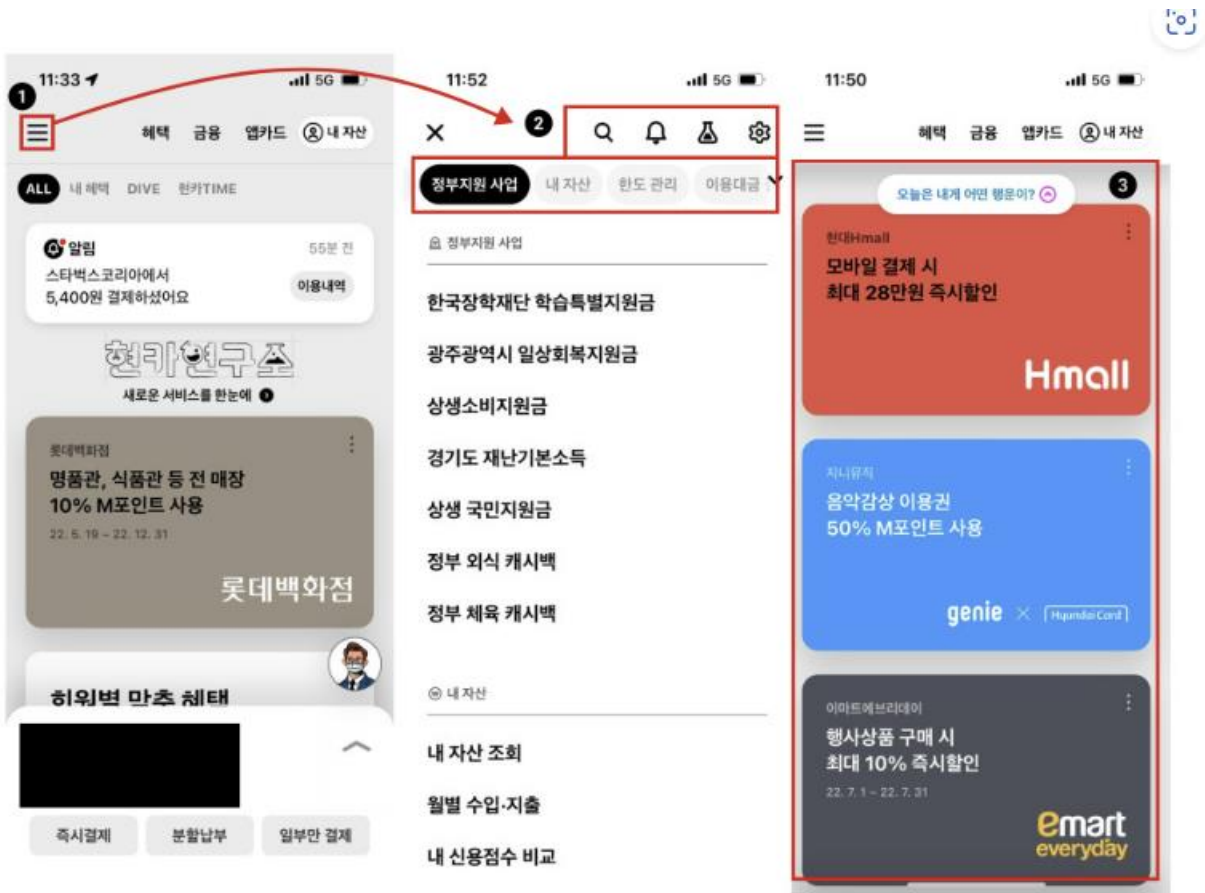 11:33
5G
1
혜택 금융 앱카드 내 자산
ALL 내 혜택 DIVE 현카TIME
알림 55분 전
스타벅스코리아에서
5,400원 결제하셨어요
이용내역
현카연구소
새로운 서비스를 한눈에
롯데백화점
명품관, 식품관 등 전 매장
10% M포인트 사용
22. 5. 19 ~ 22. 12. 31
롯데백화점
회원별 맞춤 혜택
즉시결제 분할납부 일부만 결제
11:52
5G
2
정부지원 사업 내 자산 한도 관리 이용대금
정부지원 사업
한국장학재단 학습특별지원금
광주광역시 일상회복지원금
상생소비지원금
경기도 재난기본소득
상생 국민지원금
정부 외식 캐시백
정부 체육 캐시백
내 자산
내 자산 조회
월별 수입·지출
내 신용점수 비교
11:50
5G
혜택 금융 앱카드 내 자산
오늘은 내게 어떤 행운이?
3
현대Hmall
모바일 결제 시
최대 28만원 즉시할인
Hmall
지니뮤직
음악감상 이용권
50% M포인트 사용
genie × Hyundai Card
이마트에브리데이
행사상품 구매 시
최대 10% 즉시할인
22. 7. 1 ~ 22. 7. 31
emart
everyday